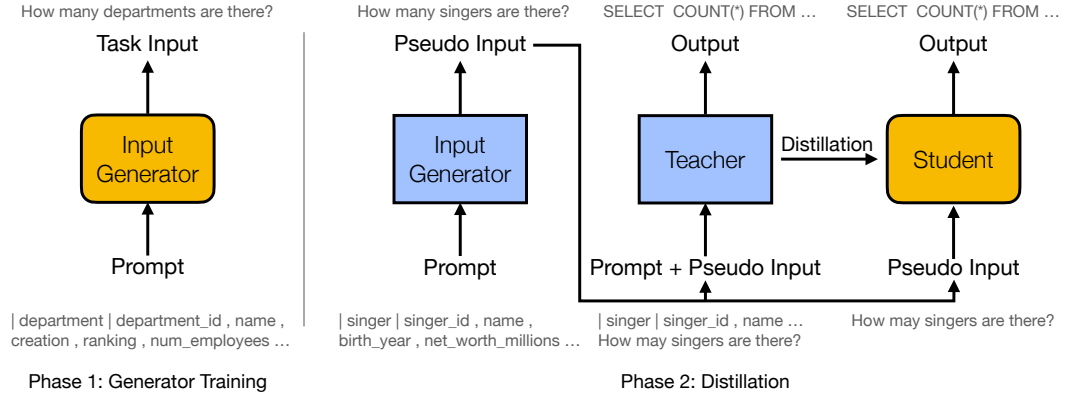 How many departments are there?
Task Input
Input
Generator
Prompt
| department | department_id , name ,
creation , ranking , num_employees ...
Phase 1: Generator Training
How many singers are there?
Pseudo Input
Input
Generator
Prompt
| singer | singer_id , name ,
birth_year , net_worth_millions ...
SELECT COUNT(*) FROM ...
Output
Teacher
Prompt + Pseudo Input
| singer | singer_id , name ...
How may singers are there?
Distillation
SELECT COUNT(*) FROM ...
Output
Student
Pseudo Input
How may singers are there?
Phase 2: Distillation